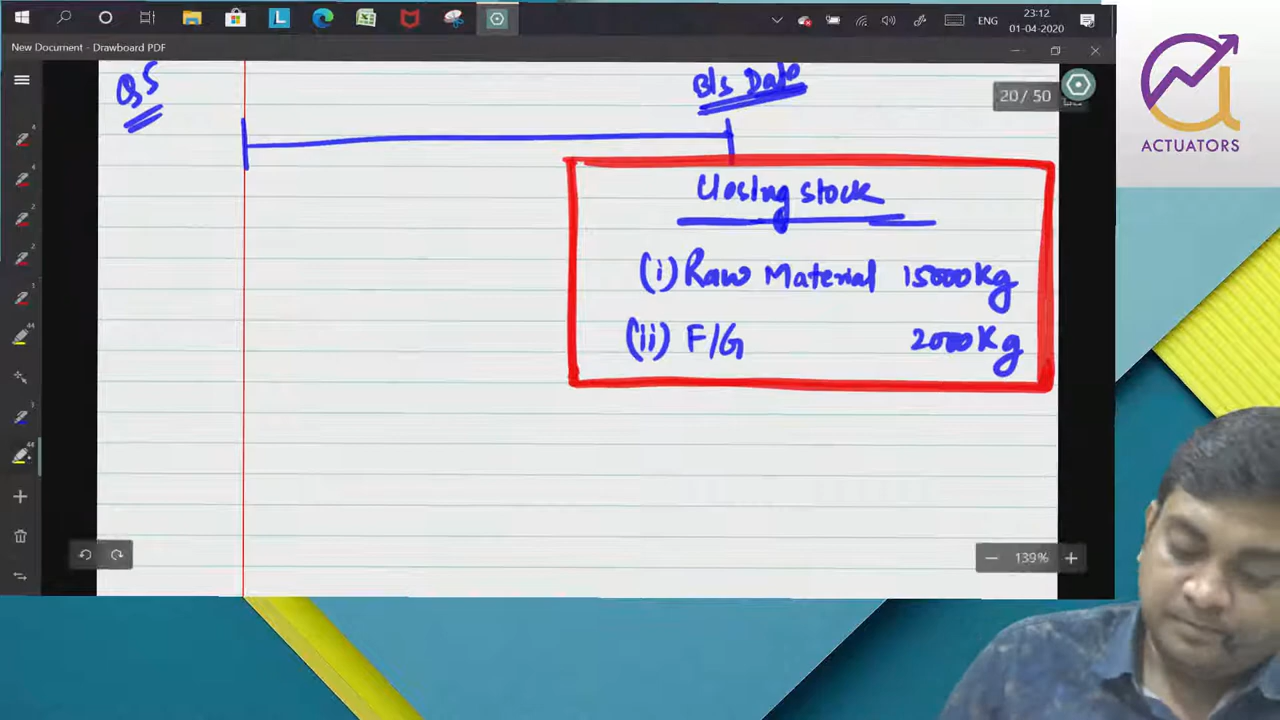 23:12
ENG
01-04-2020
New Document - Drawboard PDF
Q5
B/s Date
20 / 50
ACTUATORS
Closing stock
(i) Raw Material 15000Kg
(ii) F/G 2000Kg
139%